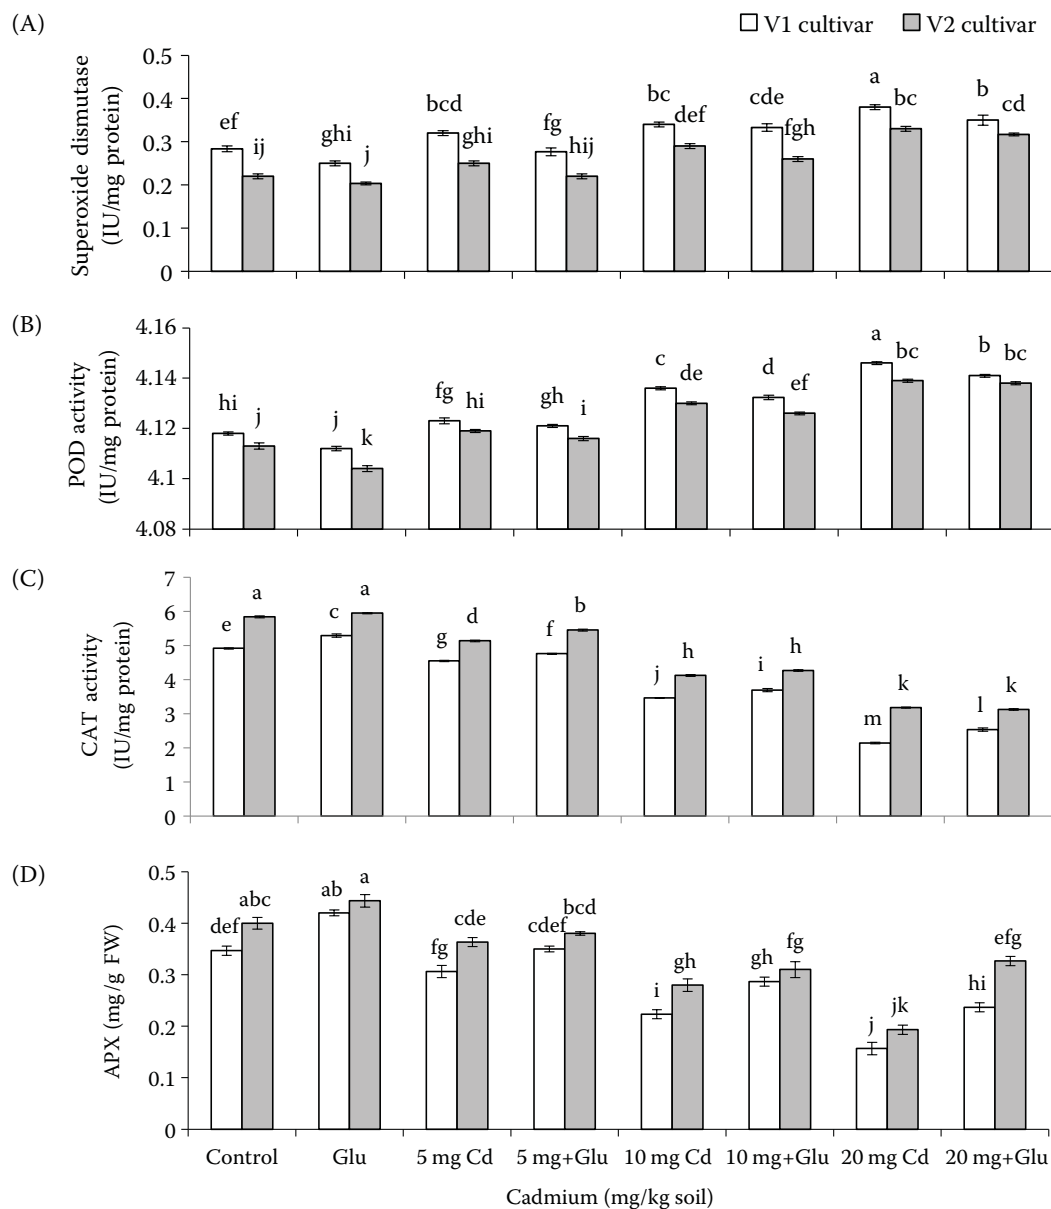 (A)
V1 cultivar
V2 cultivar
Superoxide dismutase
(IU/mg protein)
0.5
0.4
0.3
0.2
0.1
0
ef
ij
ghi
j
bcd
ghi
fg
hij
bc
def
cde
fgh
a
bc
b
cd
(B)
POD activity
(IU/mg protein)
4.16
4.14
4.12
4.1
4.08
hi
j
j
k
fg
hi
gh
i
c
de
d
ef
a
bc
b
bc
(C)
CAT activity
(IU/mg protein)
7
6
5
4
3
2
1
0
e
a
c
a
g
d
f
b
j
h
i
h
m
k
l
k
(D)
APX (mg/g FW)
0.5
0.4
0.3
0.2
0.1
0
def
abc
ab
a
fg
cde
cdef
bcd
i
gh
gh
fg
j
jk
hi
efg
Control
Glu
5 mg Cd
5 mg+Glu
10 mg Cd
10 mg+Glu
20 mg Cd
20 mg+Glu
Cadmium (mg/kg soil)